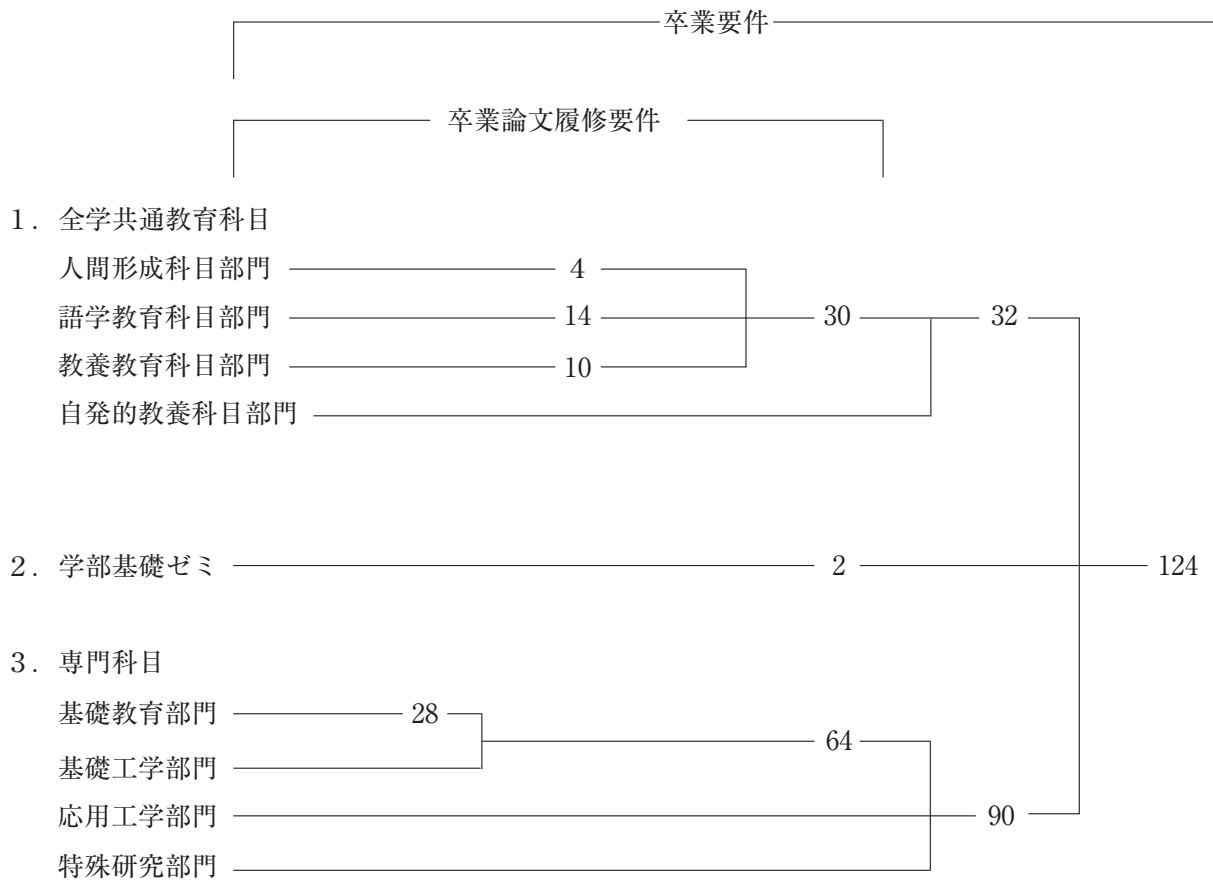 卒業要件
卒業論文履修要件
1. 全学共通教育科目
人間形成科目部門 4
語学教育科目部門 14 30 32
教養教育科目部門 10
自発的教養科目部門
2. 学部基礎ゼミ 2 124
3. 専門科目
基礎教育部門 28
64
基礎工学部門
応用工学部門 90
特殊研究部門